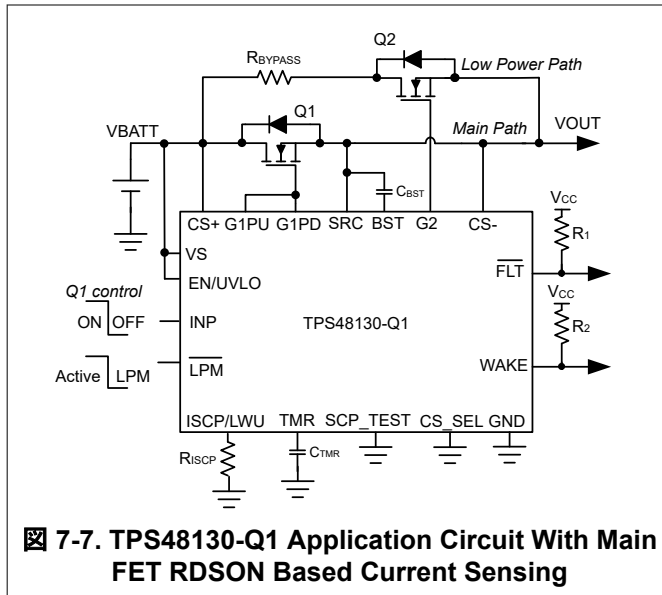 Q2
RBYPASS
Low Power Path
Q1
VBATT
Main Path
VOUT
CBST
CS+ G1PU G1PD SRC BST G2 CS-
VCC
R1
VS
FLT
EN/UVLO
Q1 control
VCC
ON OFF
INP
TPS48130-Q1
R2
Active LPM
LPM
WAKE
ISCP/LWU TMR SCP_TEST CS_SEL GND
RISCP
CTMR
図 7-7. TPS48130-Q1 Application Circuit With Main
FET RDSON Based Current Sensing